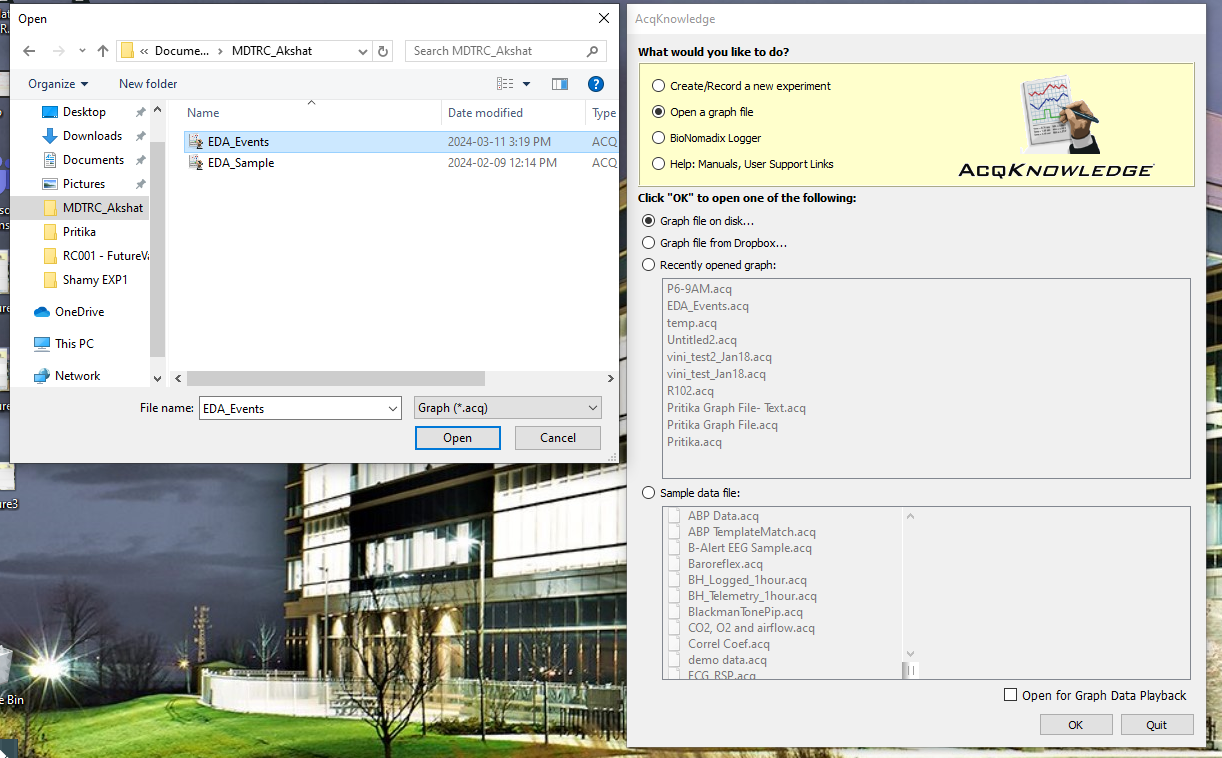 Open
« Docume... > MDTRC_Akshat
Search MDTRC_Akshat
Organize
New folder
Desktop
Downloads
Documents
Pictures
MDTRC_Akshat
Pritika
RC001 - FutureVa
Shamy EXP1
OneDrive
This PC
Network
Name Date modified Type
EDA_Events 2024-03-11 3:19 PM ACQ
EDA_Sample 2024-02-09 12:14 PM ACQ
File name: EDA_Events Graph (*.acq)
Open Cancel
ure3
e Bin
AcqKnowledge
What would you like to do?
Create/Record a new experiment
Open a graph file
BioNomadix Logger
Help: Manuals, User Support Links
ACQKNOWLEDGE
Click "OK" to open one of the following:
Graph file on disk...
Graph file from Dropbox...
Recently opened graph:
P6-9AM.acq
EDA_Events.acq
temp.acq
Untitled2.acq
vini_test2_Jan18.acq
vini_test_Jan18.acq
R102.acq
Pritika Graph File- Text.acq
Pritika Graph File.acq
Pritika.acq
Sample data file:
ABP Data.acq
ABP TemplateMatch.acq
B-Alert EEG Sample.acq
Baroreflex.acq
BH_Logged_1hour.acq
BH_Telemetry_1hour.acq
BlackmanTonePip.acq
CO2, O2 and airflow.acq
Correl Coef.acq
demo data.acq
ECG_RSP.acq
Open for Graph Data Playback
OK Quit